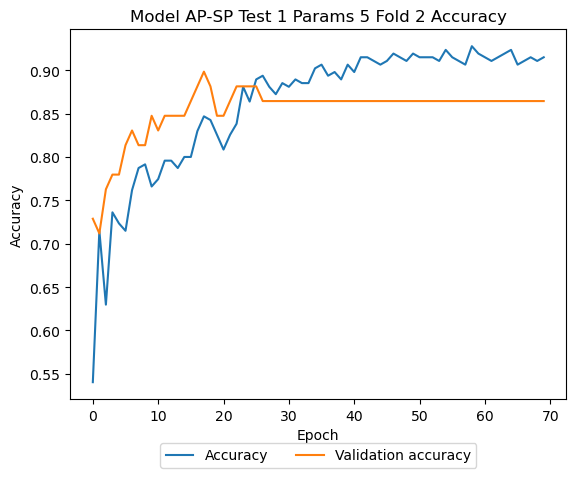 Model AP-SP Test 1 Params 5 Fold 2 Accuracy
Accuracy
0.90
0.85
0.80
0.75
0.70
0.65
0.60
0.55
0 10 20 30 40 50 60 70
Epoch
Accuracy Validation accuracy